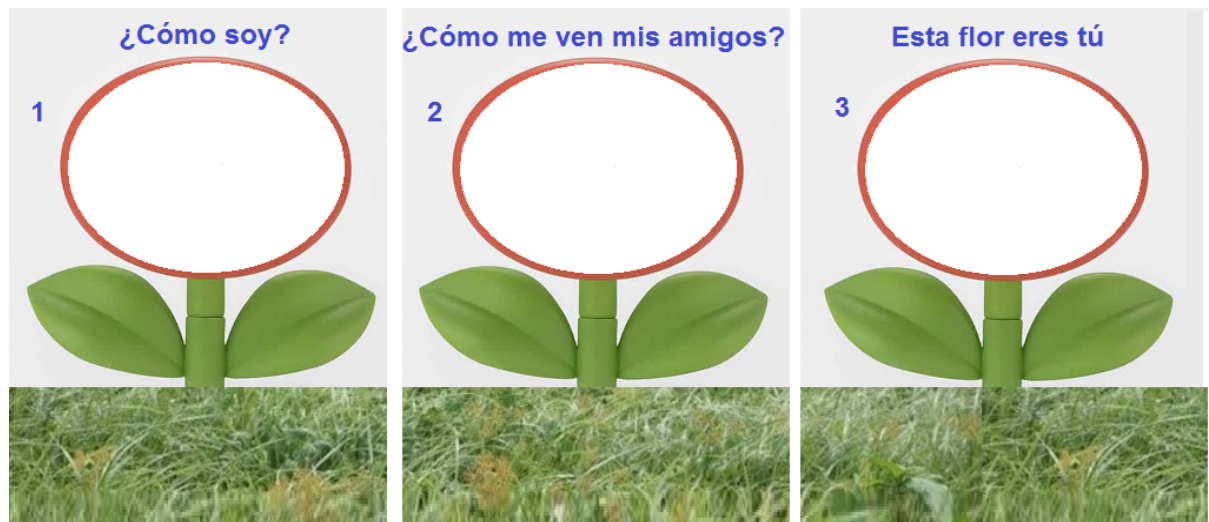 ¿Cómo soy?
1
¿Cómo me ven mis amigos?
2
Esta flor eres tú
3